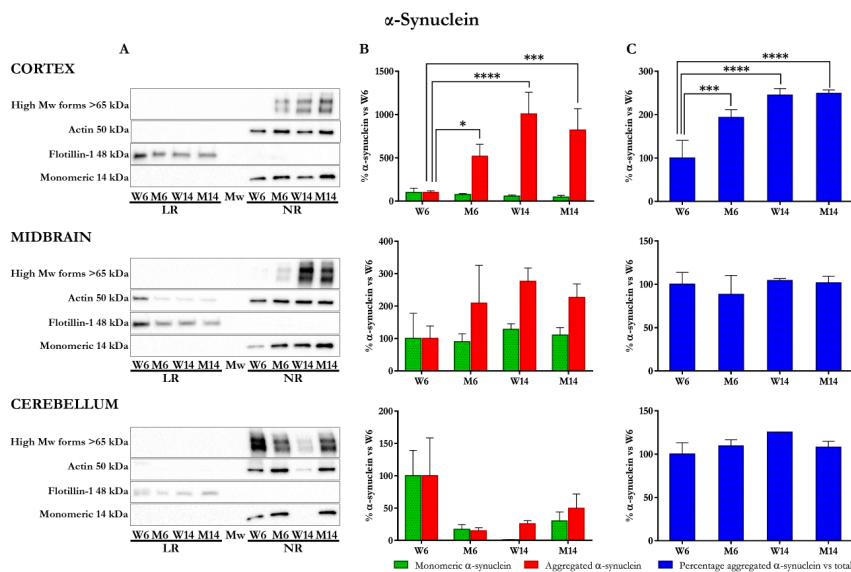 α-Synuclein
A
B
C
CORTEX
High Mw forms >65 kDa
Actin 50 kDa
Flotillin-1 48 kDa
Monomeric 14 kDa
W6 M6 W14 M14 Mw W6 M6 W14 M14
LR NR
% α-synuclein vs W6
1500
1000
500
200
150
100
50
0
* **** ***
W6 M6 W14 M14
% α-synuclein vs W6
300
200
100
0
*** **** ****
W6 M6 W14 M14
MIDBRAIN
High Mw forms >65 kDa
Actin 50 kDa
Flotillin-1 48 kDa
Monomeric 14 kDa
W6 M6 W14 M14 Mw W6 M6 W14 M14
LR NR
% α-synuclein vs W6
400
300
200
100
0
W6 M6 W14 M14
% α-synuclein vs W6
150
100
50
0
W6 M6 W14 M14
CEREBELLUM
High Mw forms >65 kDa
Actin 50 kDa
Flotillin-1 48 kDa
Monomeric 14 kDa
W6 M6 W14 M14 Mw W6 M6 W14 M14
LR NR
% α-synuclein vs W6
100
50
0
W6 M6 W14 M14
% α-synuclein vs W6
150
100
50
0
W6 M6 W14 M14
Monomeric α-synuclein Aggregated α-synuclein Percentage aggregated α-synuclein vs total